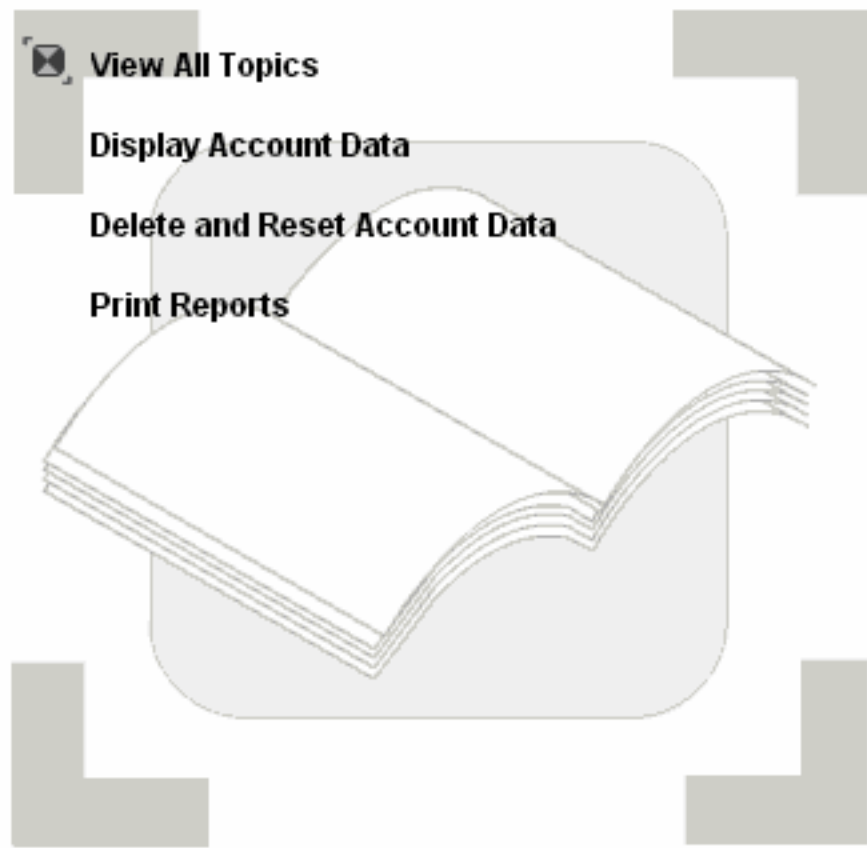 View All Topics
Display Account Data
Delete and Reset Account Data
Print Reports